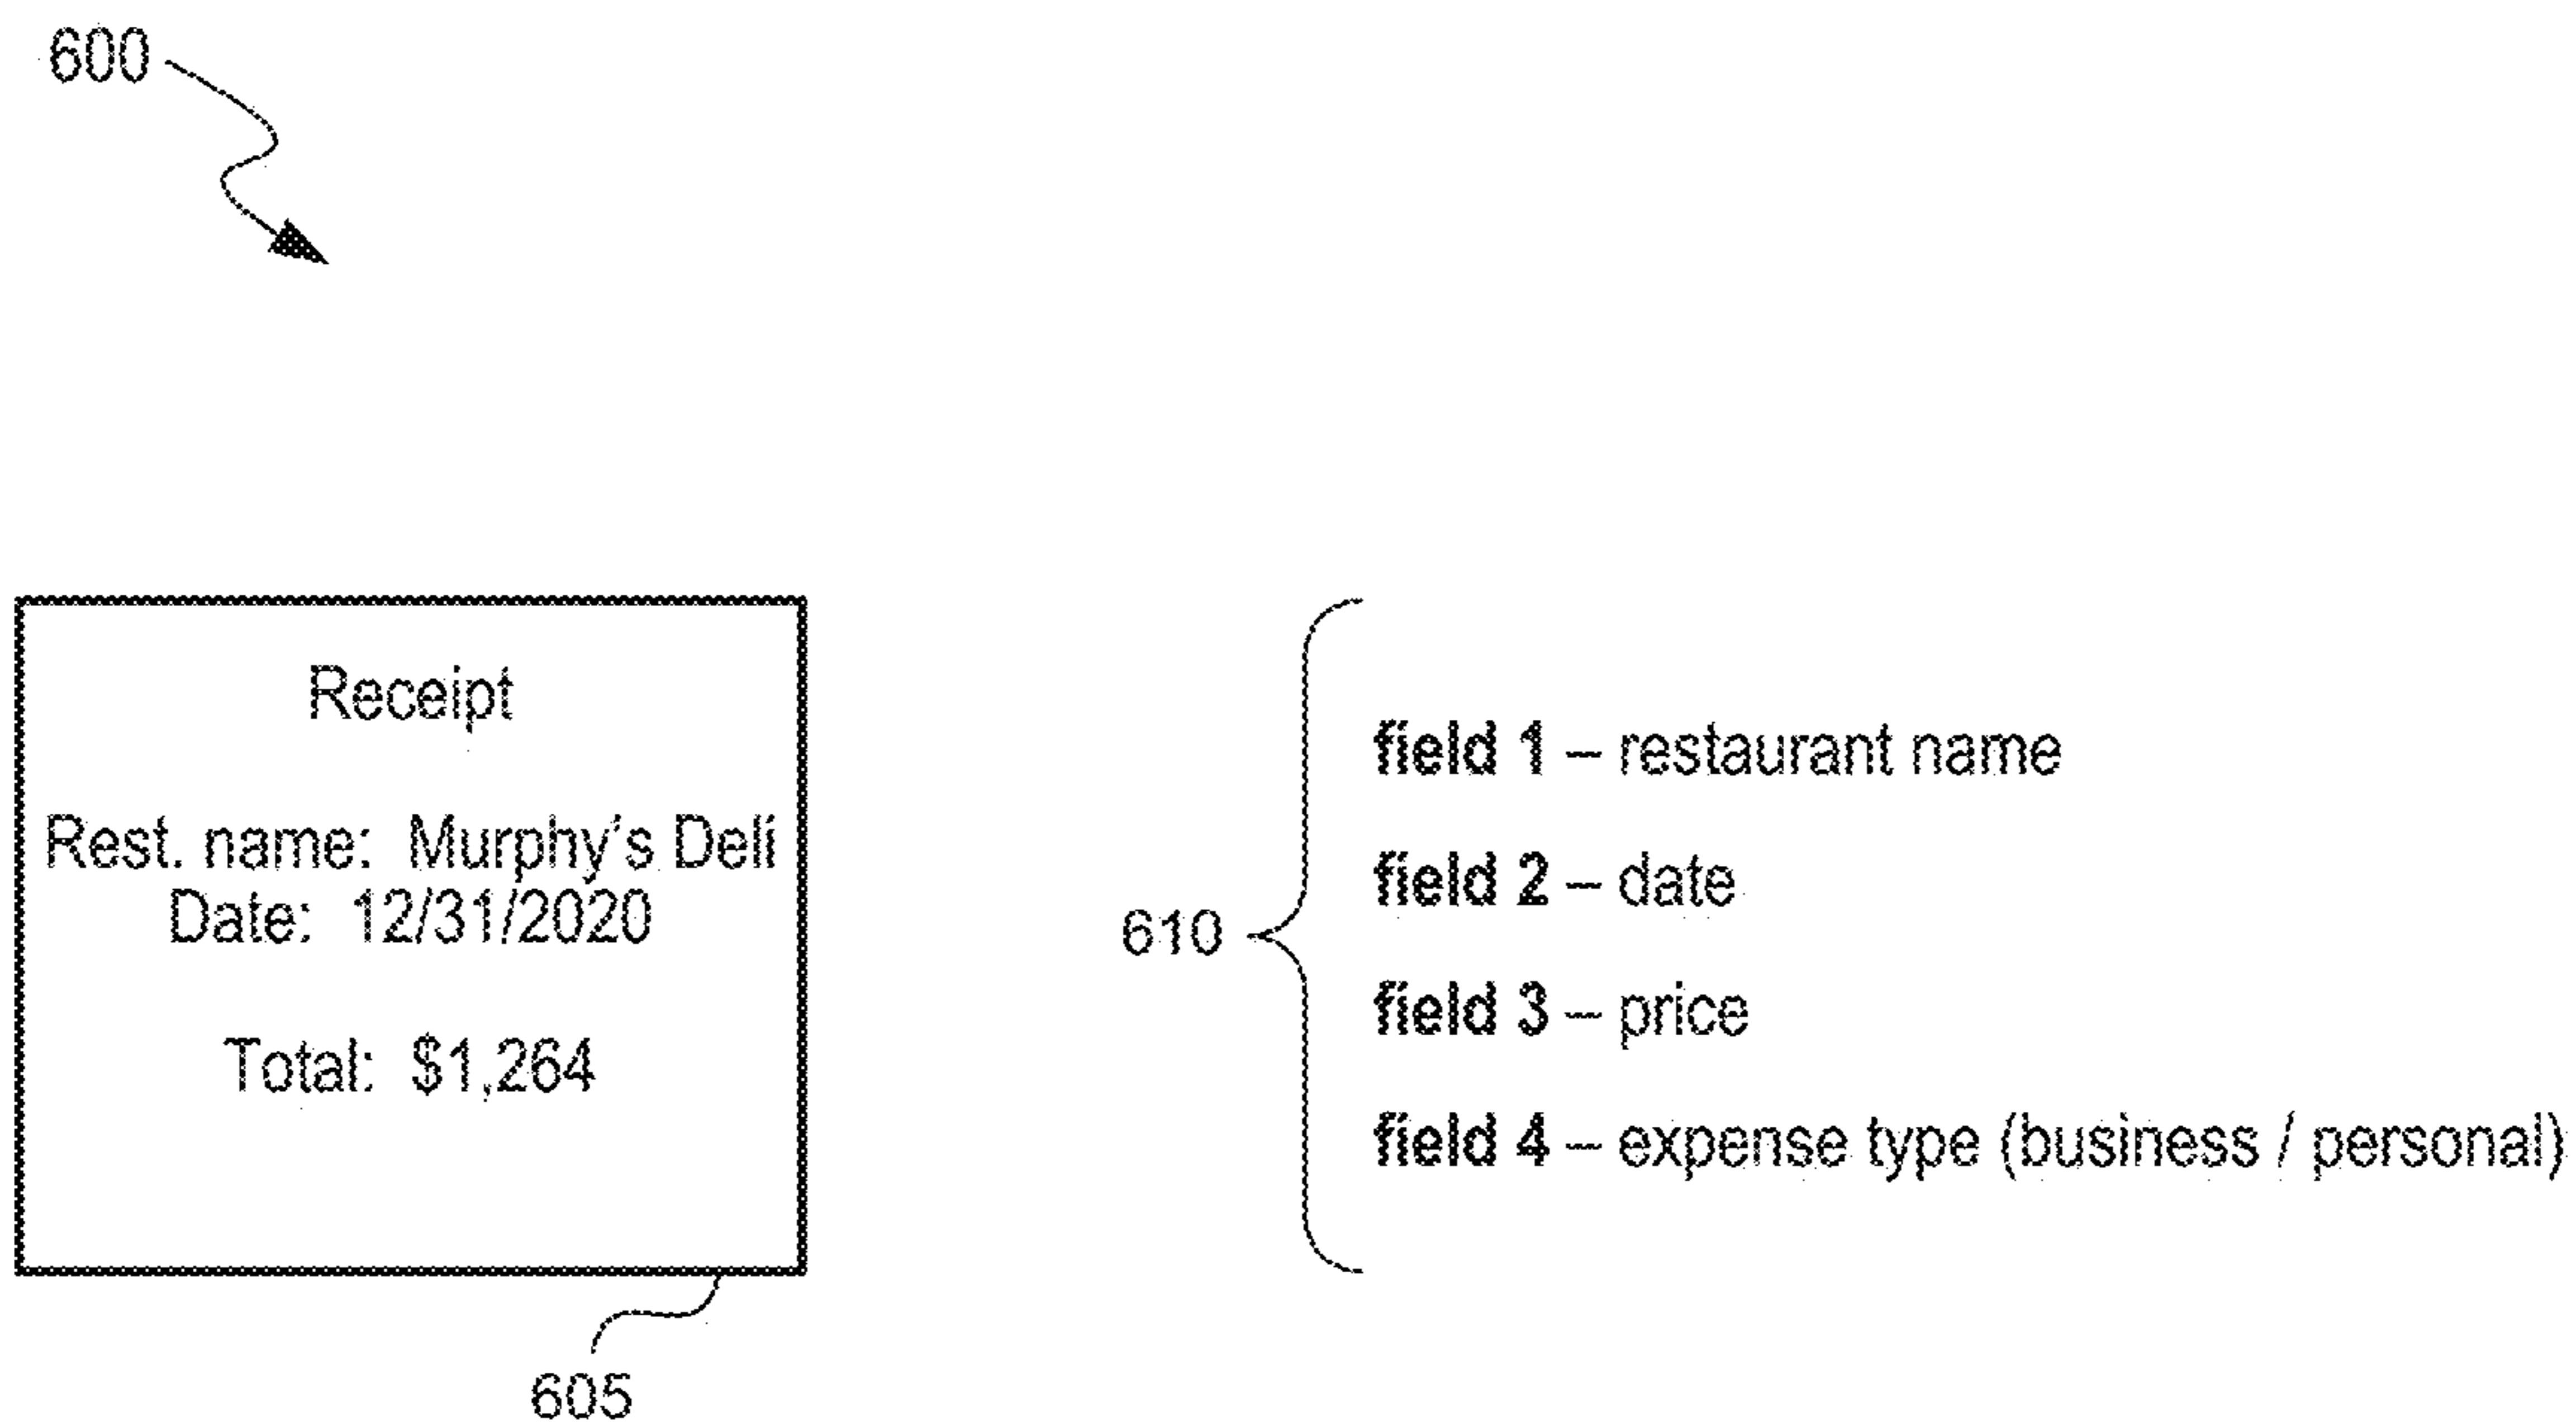 600
Receipt
Rest. name: Murphy's Deli
Date: 12/31/2020
Total: $1,264
605
610
field 1 – restaurant name
field 2 – date
field 3 – price
field 4 – expense type (business / personal)